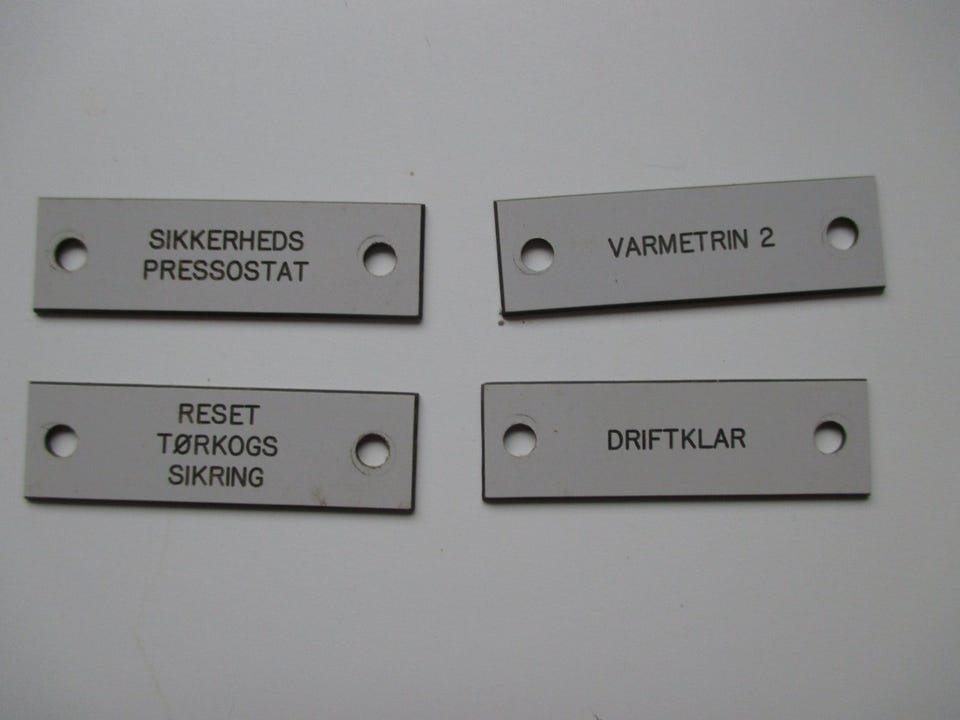 SIKKERHEDS
PRESSOSTAT
VARMETRIN 2
RESET
TØRKOGS
SIKRING
DRIFTKLAR